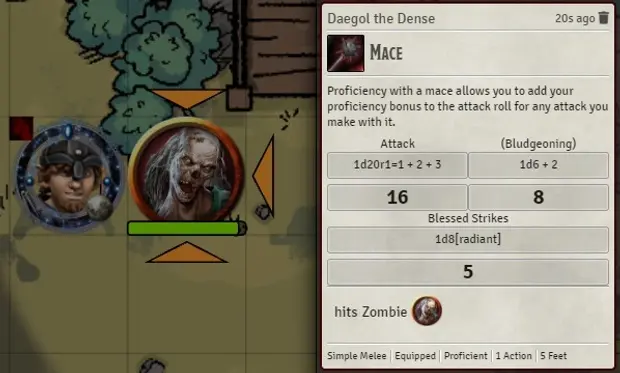 Daegol the Dense 20s ago
Mace
Proficiency with a mace allows you to add your
proficiency bonus to the attack roll for any attack you
make with it.
Attack (Bludgeoning)
1d20r1=1 + 2 + 3 1d6 + 2
16 8
Blessed Strikes
1d8[radiant]
5
hits Zombie
Simple Melee Equipped Proficient 1 Action 5 Feet